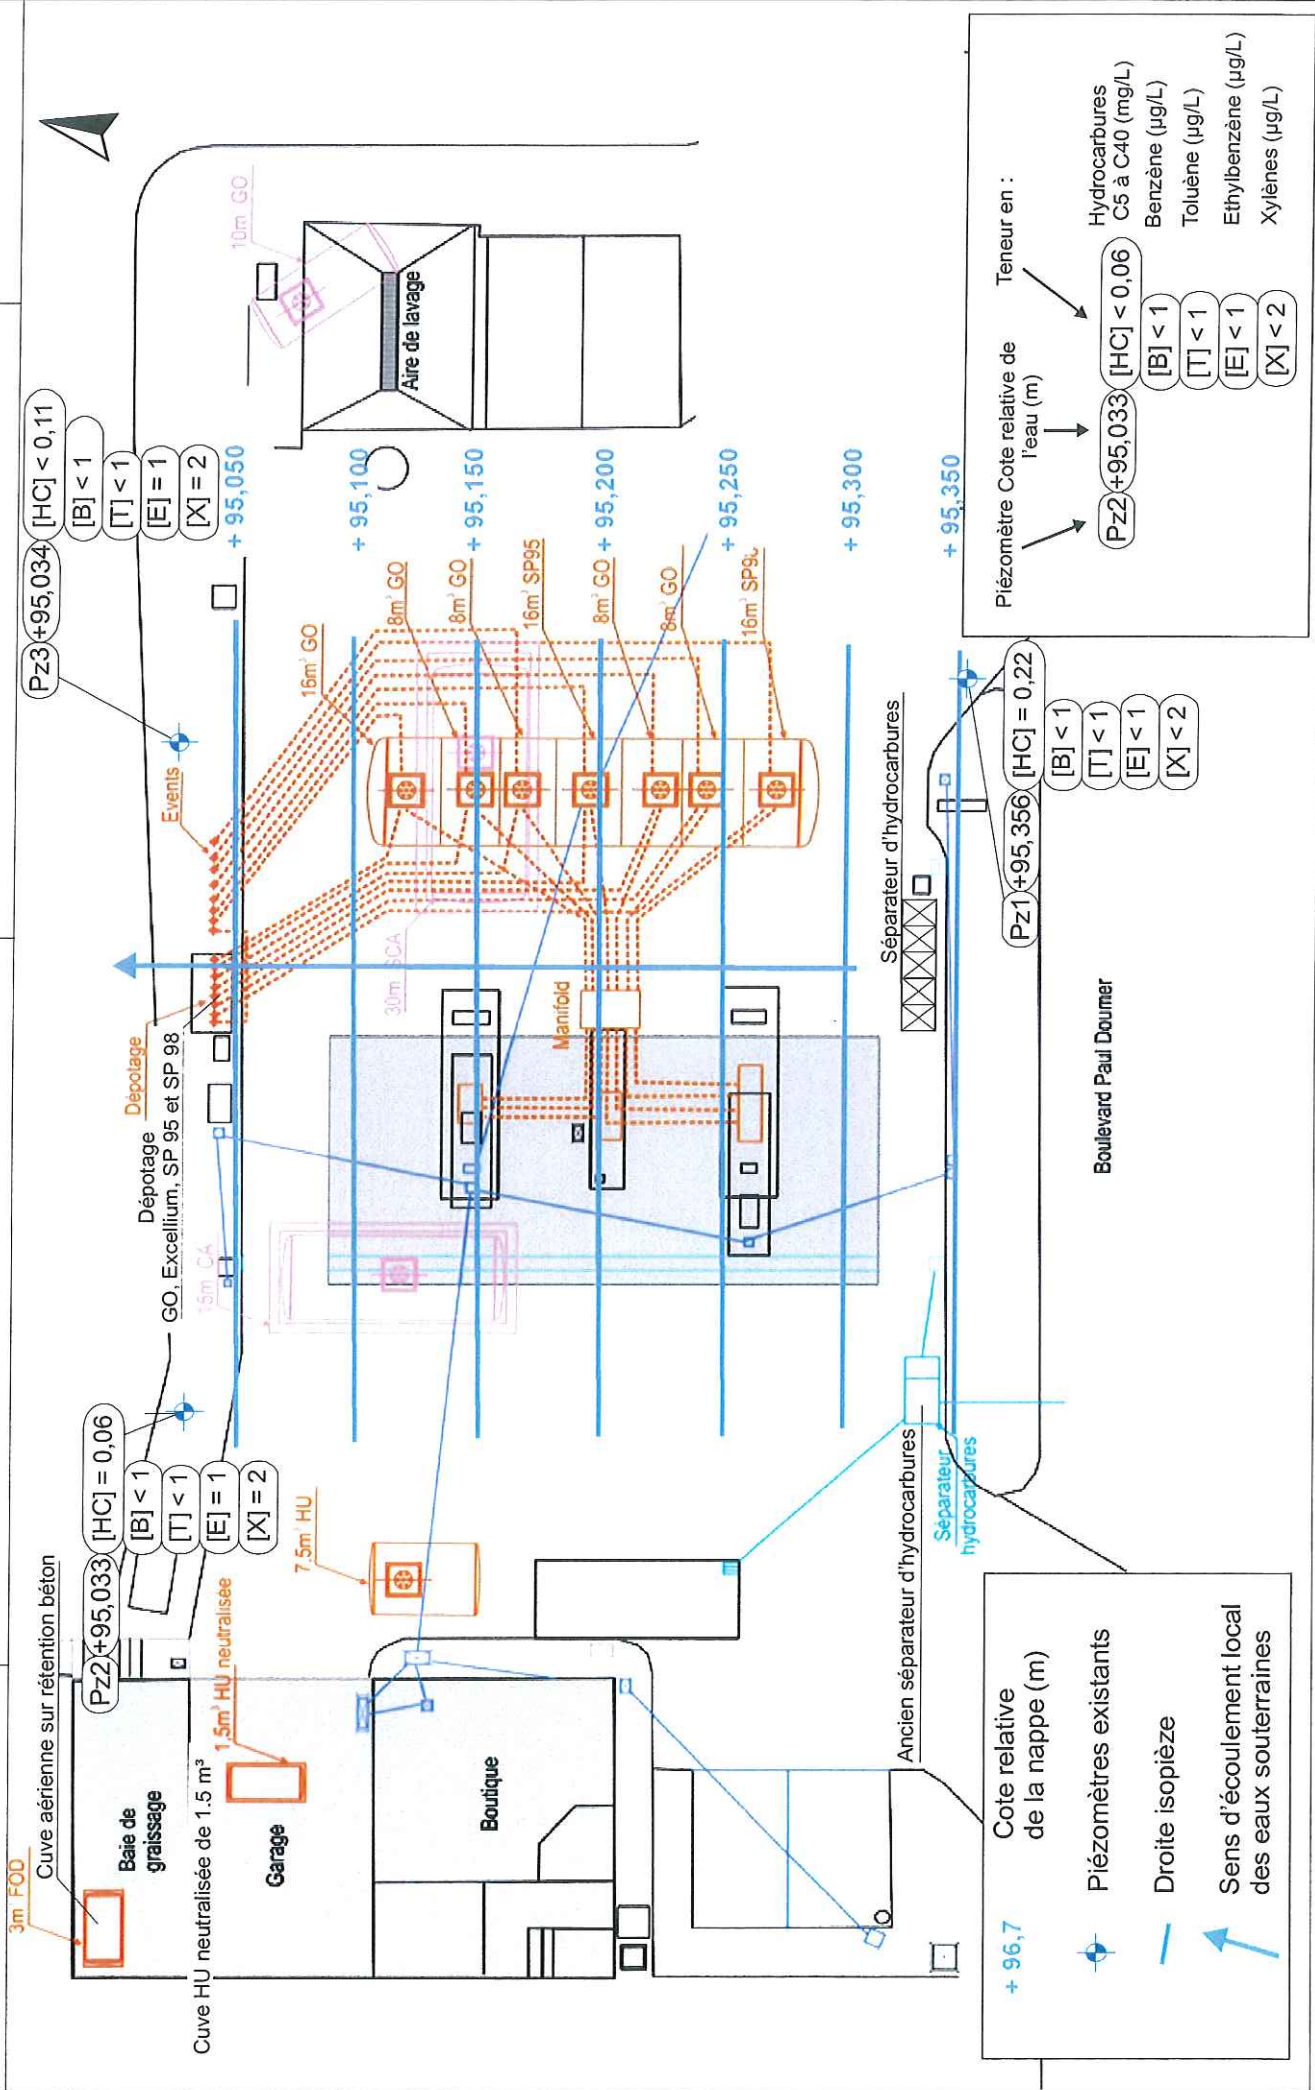 3m³ FOD
Cuve aérienne sur rétention béton
Baie de
graissage
Cuve HU neutralisée de 1.5 m³
Garage
1.5m³ HU neutralisée
Boutique
7.5m³ HU
Pz2
+95,033
[HC] = 0,06
[B] < 1
[T] < 1
[E] = 1
[X] = 2
Dépotage
GO, Excellium, SP 95 et SP 98
15m³ CA
Dépotage
Events
Pz3
+95,034
[HC] < 0,11
[B] < 1
[T] < 1
[E] = 1
[X] = 2
10m³ GO
Aire de lavage
+ 95,050
+ 95,100
+ 95,150
+ 95,200
+ 95,250
+ 95,300
+ 95,350
16m³ GO
8m³ GO
8m³ GO
16m³ SP95
8m³ GO
8m³ GO
16m³
30m³
Manifold
Séparateur d'hydrocarbures
Pz1
+95,356
[HC] = 0,22
[B] < 1
[T] < 1
[E] < 1
[X] < 2
Ancien séparateur d'hydrocarbures
Séparateur
hydrocarbures
Boulevard Paul Doumer
+ 96,7
Cote relative
de la nappe (m)
Piézomètres existants
Droite isopièze
Sens d'écoulement local
des eaux souterraines
Piézomètre
Cote relative de
l'eau (m)
Teneur en :
Pz2
+95,033
[HC] < 0,06
Hydrocarbures
C5 à C40 (mg/L)
[B] < 1
Benzène (µg/L)
[T] < 1
Toluène (µg/L)
[E] < 1
Ethylbenzène (µg/L)
[X] < 2
Xylènes (µg/L)